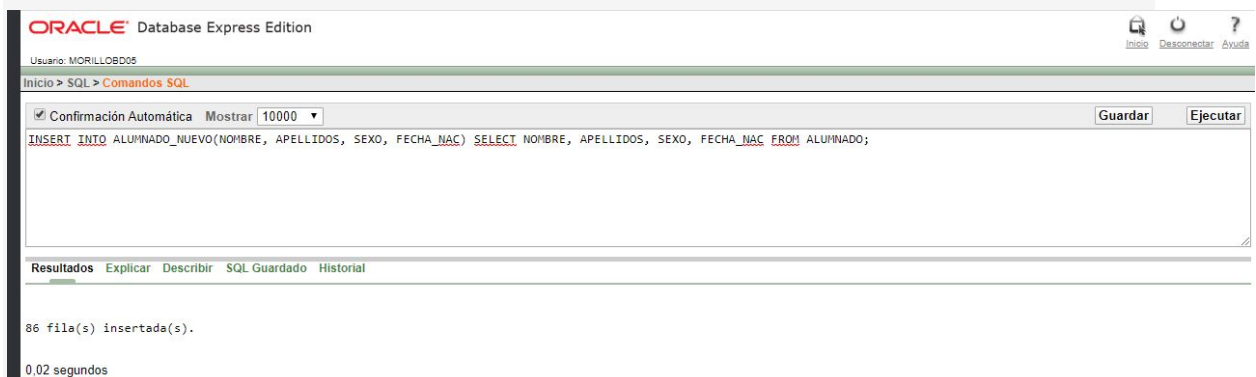 ORACLE Database Express Edition
Inicio Desconectar Ayuda
Usuario: MORILLOBD05
Inicio > SQL > Comandos SQL
Confirmación Automática Mostrar 10000
Guardar Ejecutar
INSERT INTO ALUMNADO_NUEVO(NOMBRE, APELLIDOS, SEXO, FECHA_NAC) SELECT NOMBRE, APELLIDOS, SEXO, FECHA_NAC FROM ALUMNADO;
Resultados Explicar Describir SQL Guardado Historial
86 fila(s) insertada(s).
0,02 segundos